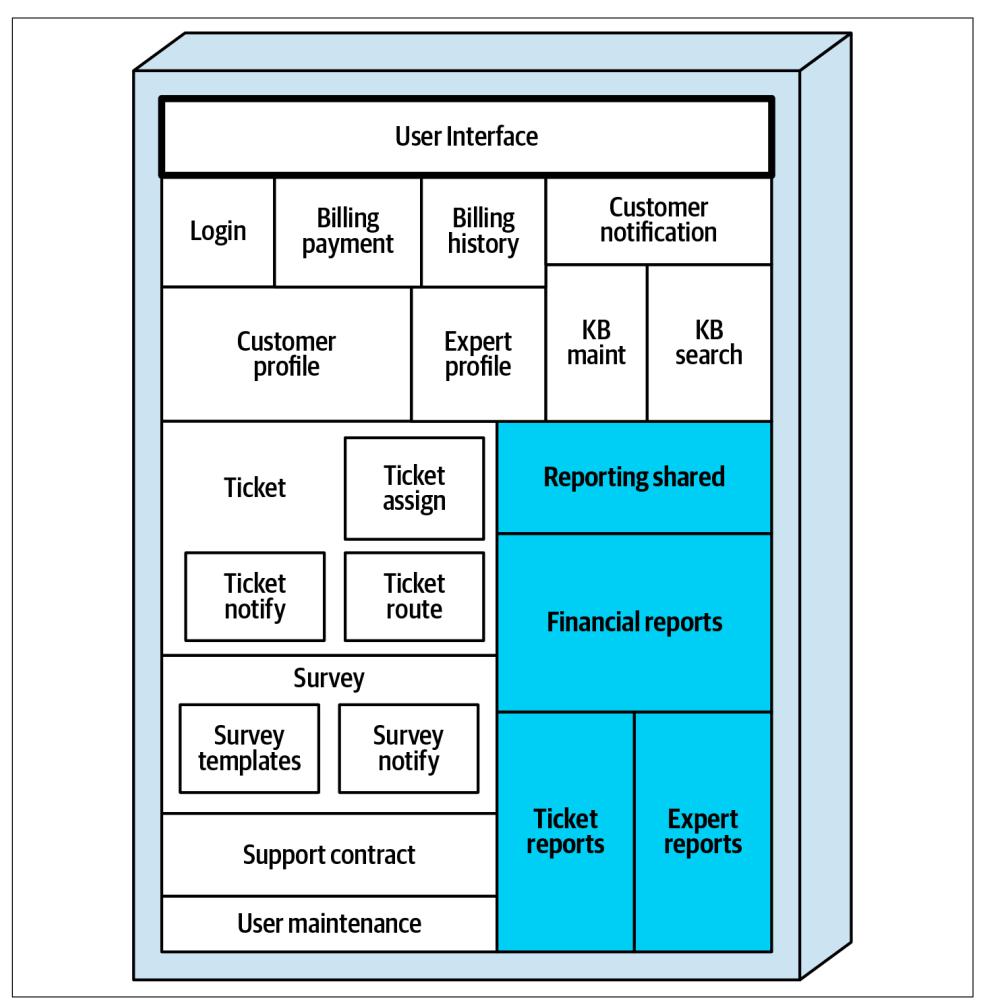 User Interface
Login
Billing
payment
Billing
history
Customer
notification
Customer
profile
Expert
profile
KB
maint
KB
search
Ticket
Ticket
assign
Ticket
notify
Ticket
route
Reporting shared
Financial reports
Survey
Survey
templates
Survey
notify
Ticket
reports
Expert
reports
Support contract
User maintenance